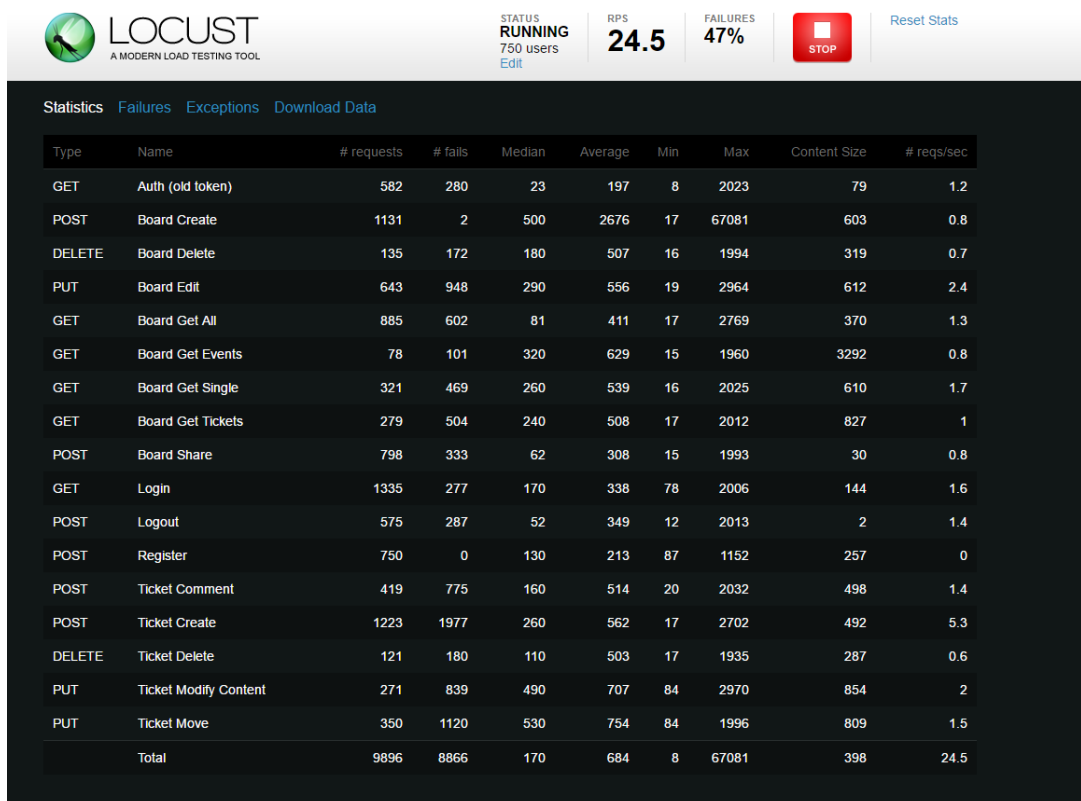 LOCUST
A MODERN LOAD TESTING TOOL
STATUS
RUNNING
750 users
Edit
RPS
24.5
FAILURES
47%
STOP
Reset Stats
Statistics Failures Exceptions Download Data
Type Name # requests # fails Median Average Min Max Content Size # reqs/sec
GET Auth (old token) 582 280 23 197 8 2023 79 1.2
POST Board Create 1131 2 500 2676 17 67081 603 0.8
DELETE Board Delete 135 172 180 507 16 1994 319 0.7
PUT Board Edit 643 948 290 556 19 2964 612 2.4
GET Board Get All 885 602 81 411 17 2769 370 1.3
GET Board Get Events 78 101 320 629 15 1960 3292 0.8
GET Board Get Single 321 469 260 539 16 2025 610 1.7
GET Board Get Tickets 279 504 240 508 17 2012 827 1
POST Board Share 798 333 62 308 15 1993 30 0.8
GET Login 1335 277 170 338 78 2006 144 1.6
POST Logout 575 287 52 349 12 2013 2 1.4
POST Register 750 0 130 213 87 1152 257 0
POST Ticket Comment 419 775 160 514 20 2032 498 1.4
POST Ticket Create 1223 1977 260 562 17 2702 492 5.3
DELETE Ticket Delete 121 180 110 503 17 1935 287 0.6
PUT Ticket Modify Content 271 839 490 707 84 2970 854 2
PUT Ticket Move 350 1120 530 754 84 1996 809 1.5
Total 9896 8866 170 684 8 67081 398 24.5